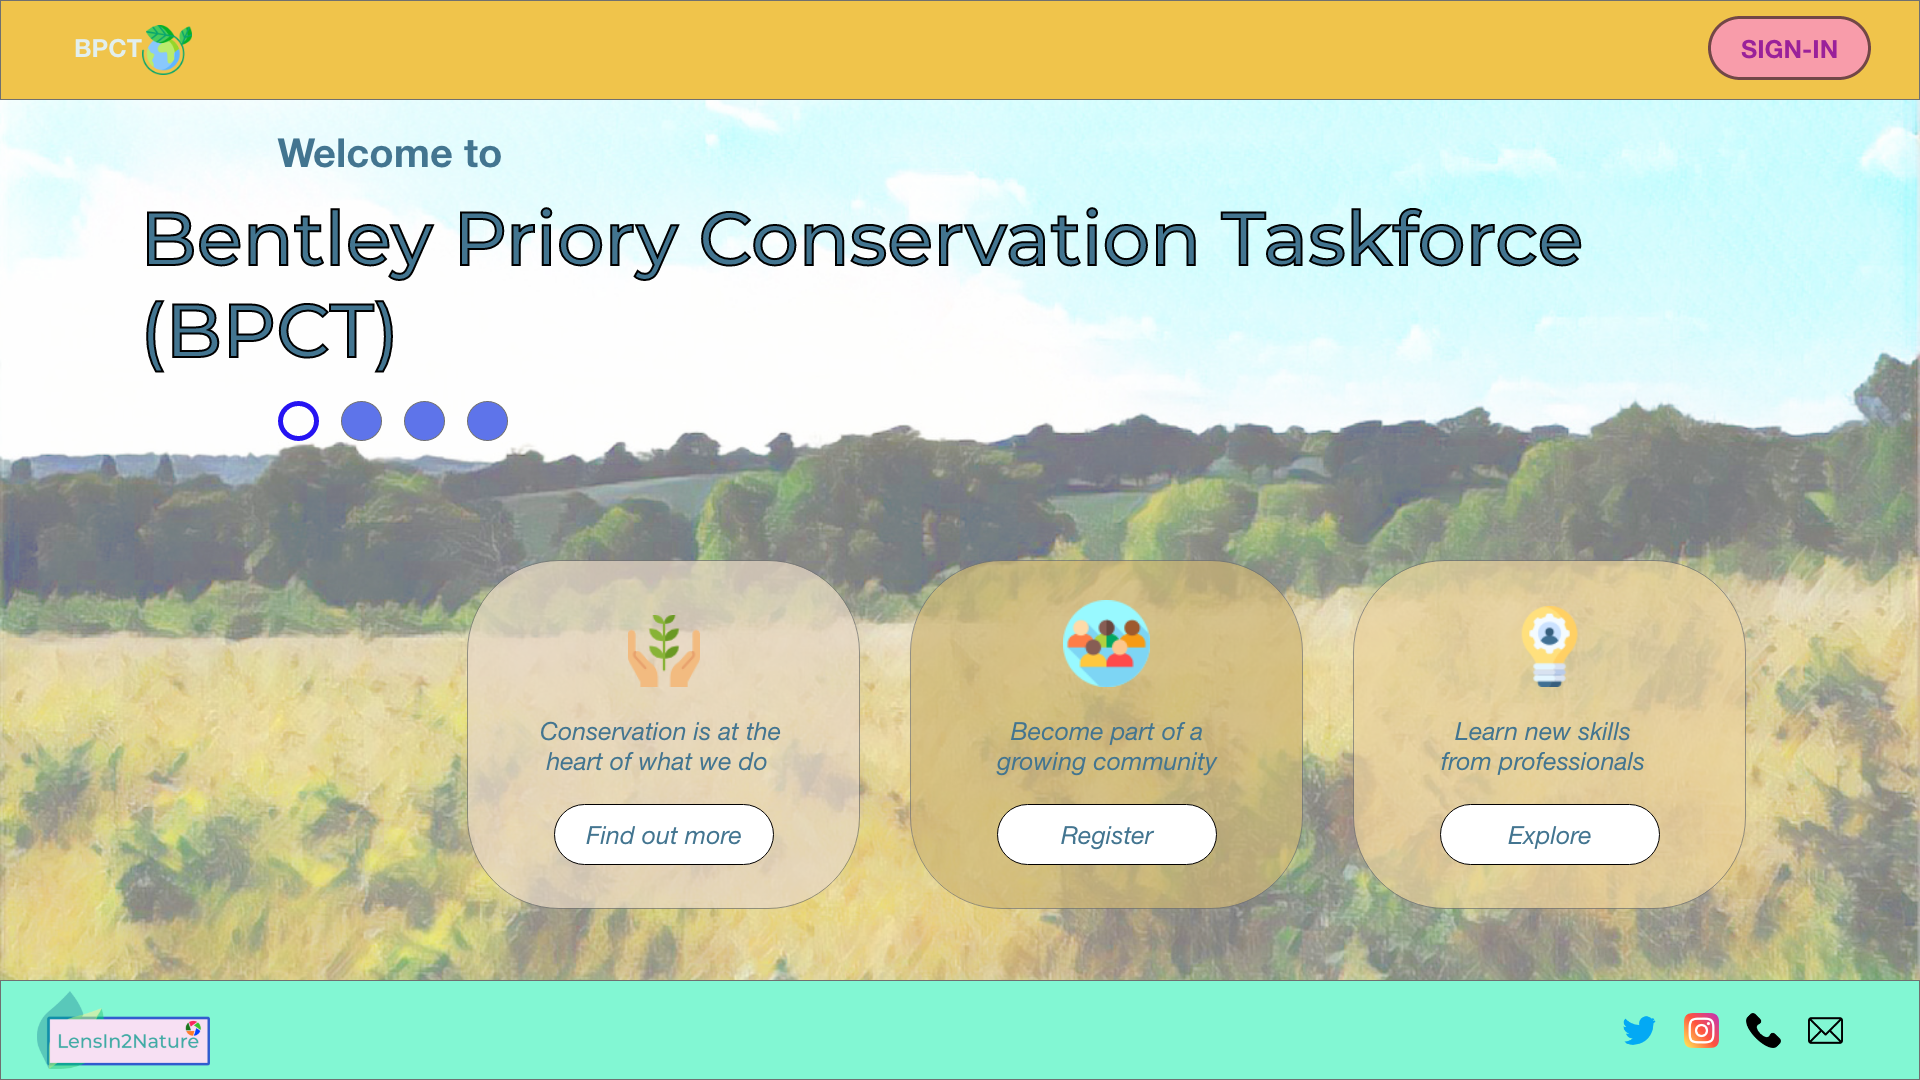 BPCT
SIGN-IN
Welcome to
Bentley Priory Conservation Taskforce
(BPCT)
Conservation is at the
heart of what we do
Find out more
Become part of a
growing community
Register
Learn new skills
from professionals
Explore
LensIn2Nature